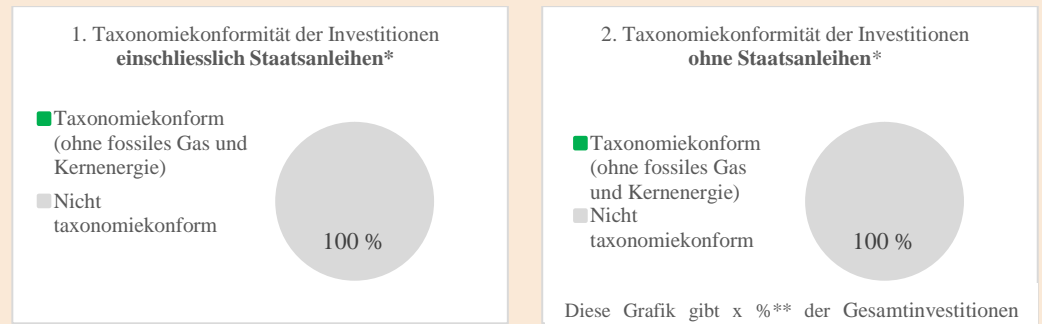 1. Taxonomiekonformität der Investitionen
einschliesslich Staatsanleihen*
Taxonomiekonform
(ohne fossiles Gas und
Kernenergie)
Nicht
taxonomiekonform
100 %
2. Taxonomiekonformität der Investitionen
ohne Staatsanleihen*
Taxonomiekonform
(ohne fossiles Gas
und Kernenergie)
Nicht
taxonomiekonform
100 %
Diese Grafik gibt x %** der Gesamtinvestitionen